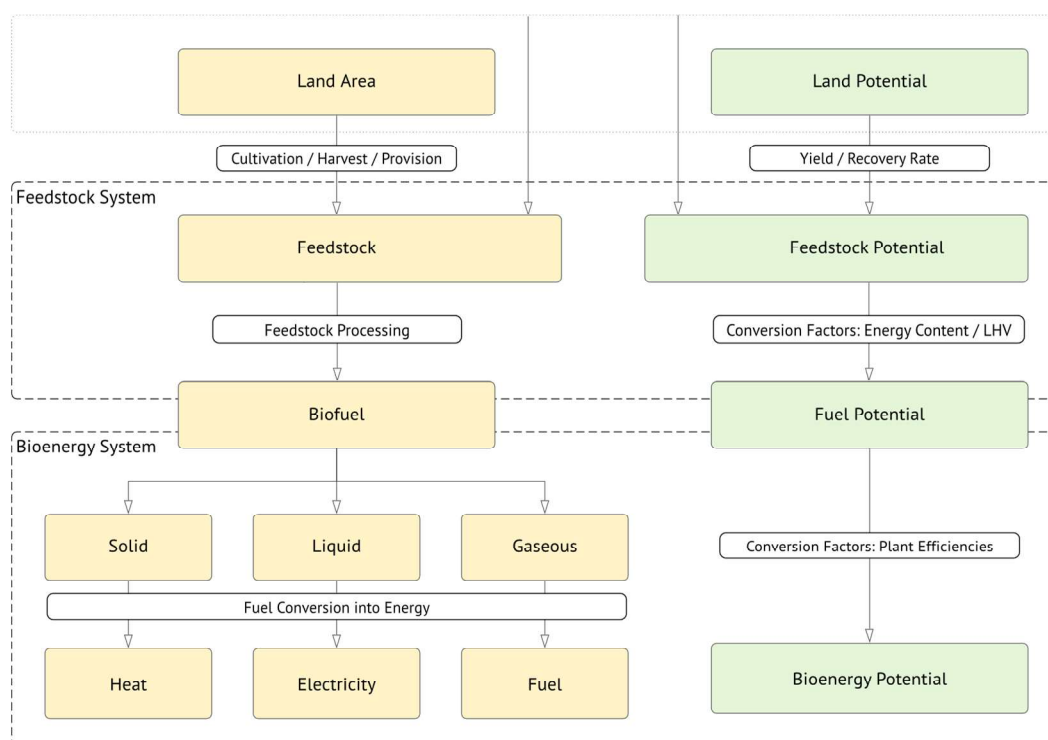 Land Area
Land Potential
Cultivation / Harvest / Provision
Yield / Recovery Rate
Feedstock System
Feedstock
Feedstock Potential
Feedstock Processing
Conversion Factors: Energy Content / LHV
Biofuel
Fuel Potential
Bioenergy System
Solid
Liquid
Gaseous
Conversion Factors: Plant Efficiencies
Fuel Conversion into Energy
Heat
Electricity
Fuel
Bioenergy Potential